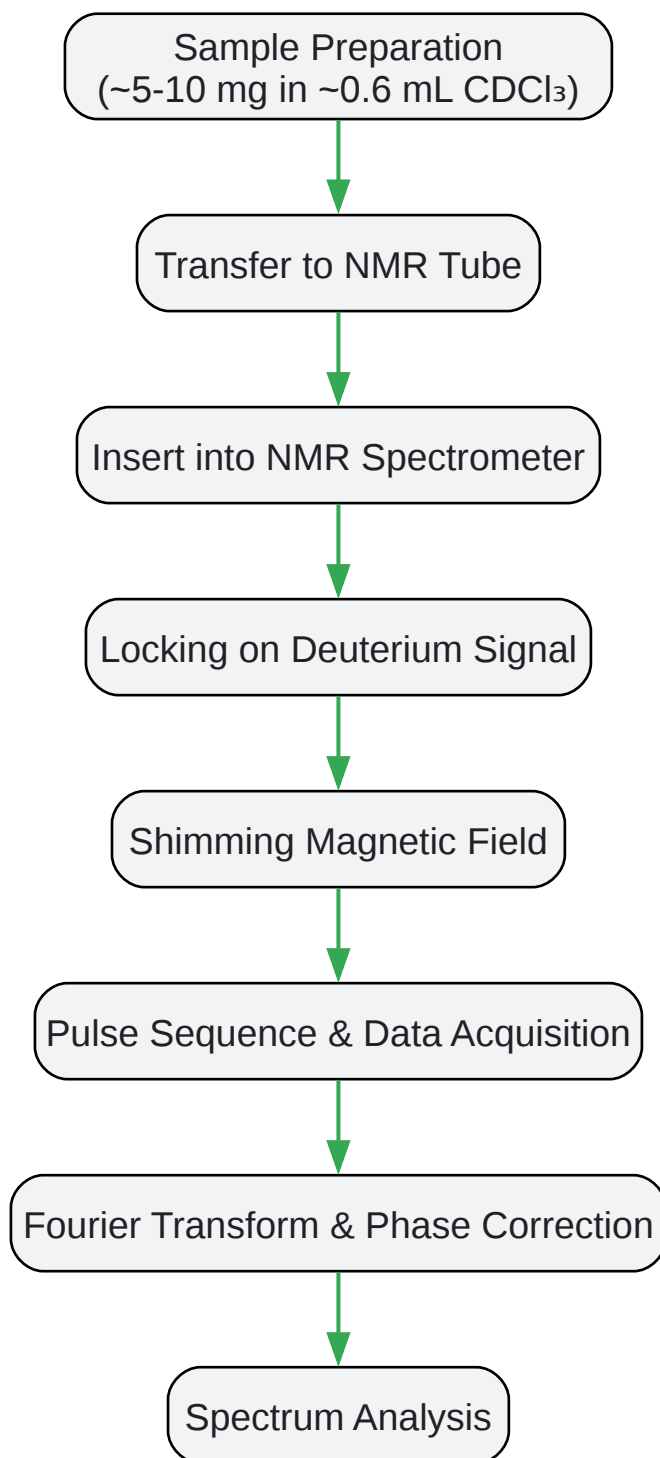 Sample Preparation
(~5-10 mg in ~0.6 mL CDCl₃)
Transfer to NMR Tube
Insert into NMR Spectrometer
Locking on Deuterium Signal
Shimming Magnetic Field
Pulse Sequence & Data Acquisition
Fourier Transform & Phase Correction
Spectrum Analysis